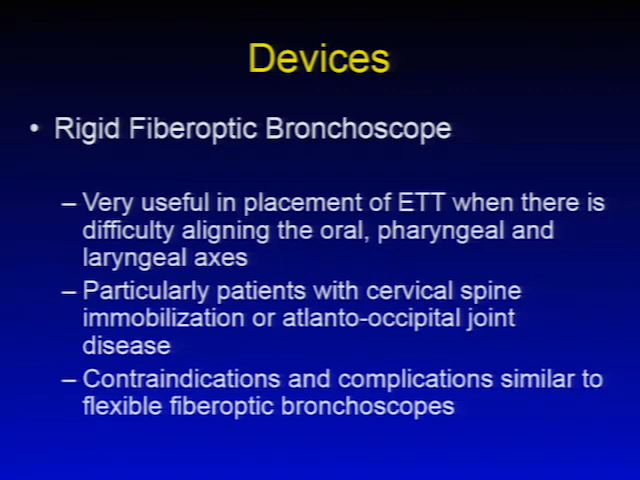 Devices
• Rigid Fiberoptic Bronchoscope
– Very useful in placement of ETT when there is
difficulty aligning the oral, pharyngeal and
laryngeal axes
– Particularly patients with cervical spine
immobilization or atlanto-occipital joint
disease
– Contraindications and complications similar to
flexible fiberoptic bronchoscopes